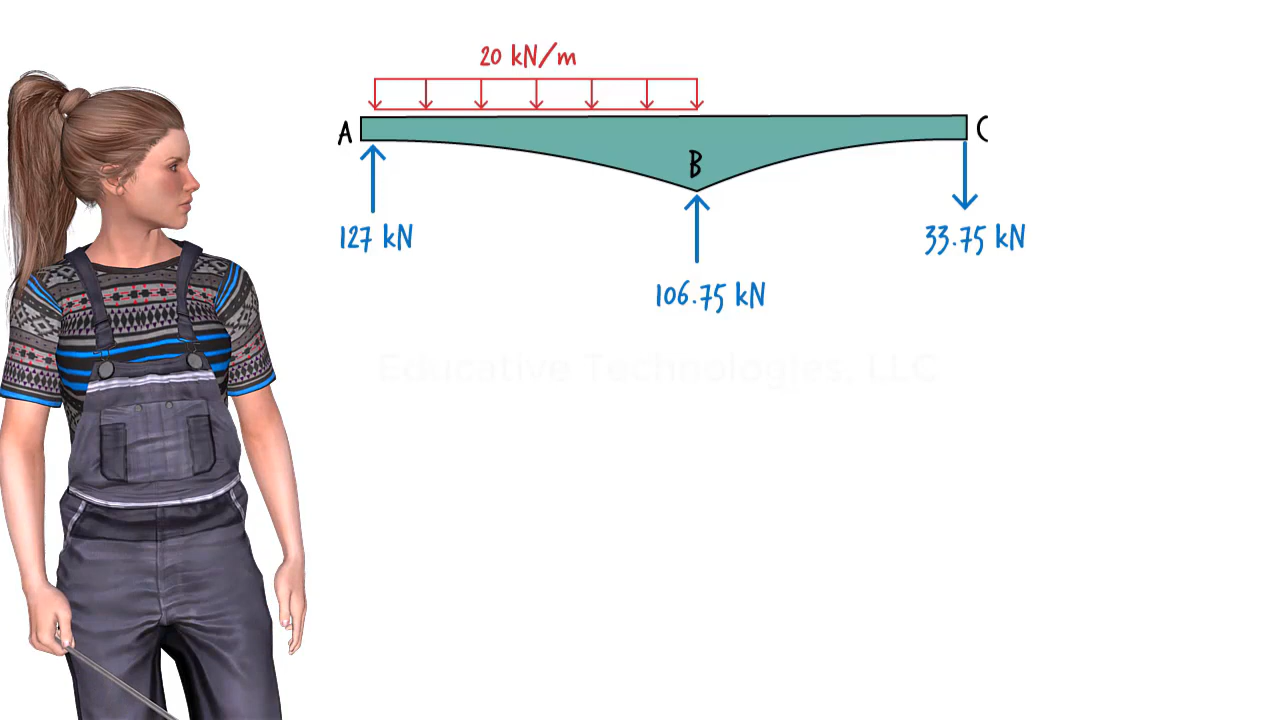 20 kN/m
A
B
C
127 kN
33.75 kN
106.75 kN
Educative Technologies, LLC